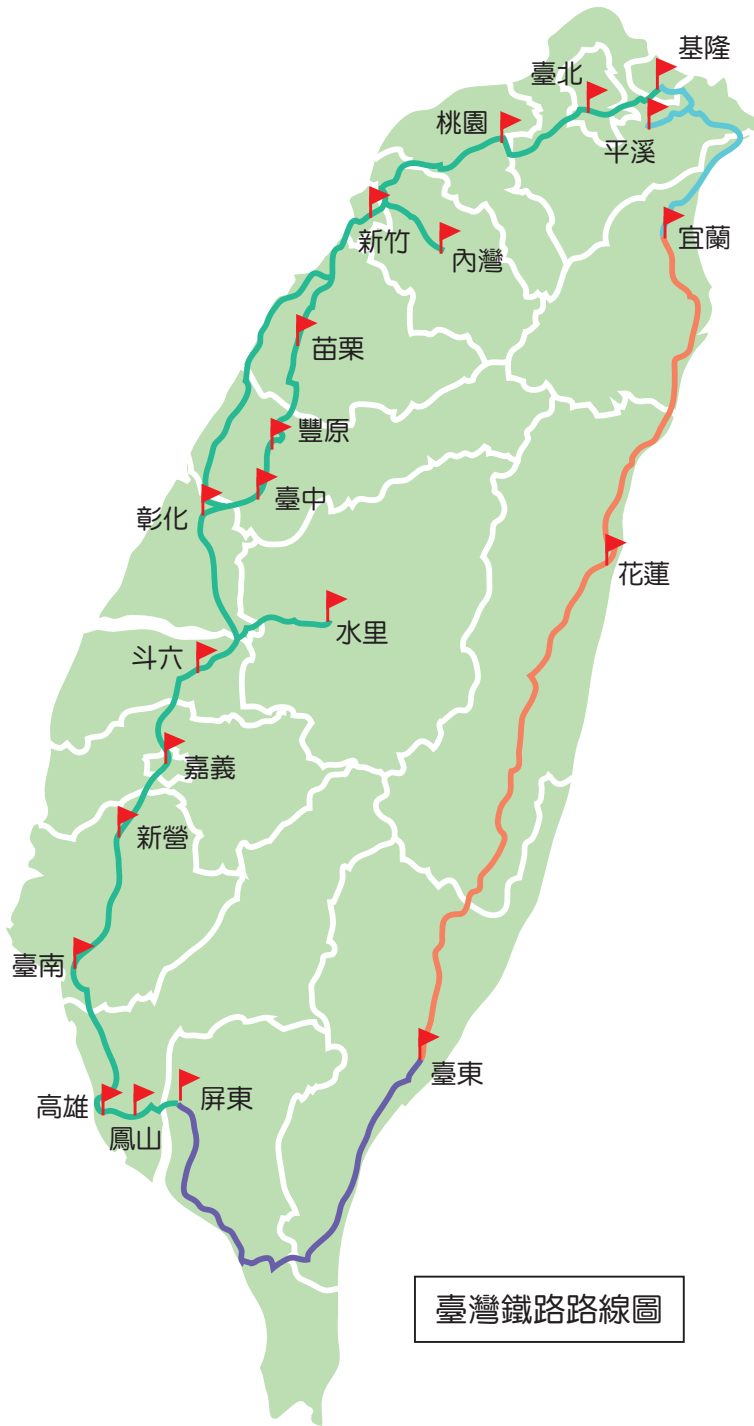 基隆
臺北
桃園
平溪
新竹
內灣
宜蘭
苗栗
豐原
臺中
彰化
花蓮
水里
斗六
嘉義
新營
臺南
臺東
高雄
屏東
鳳山
臺灣鐵路路線圖